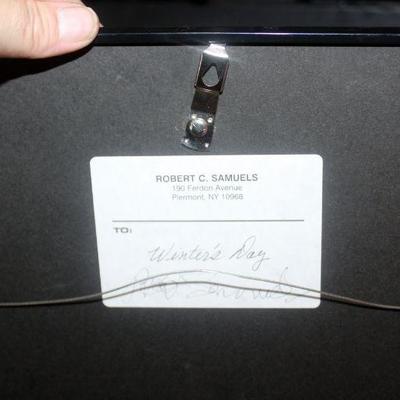 ROBERT C. SAMUELS
190 Ferdon Avenue
Piermont, NY 10968
TO:
Winter's Day